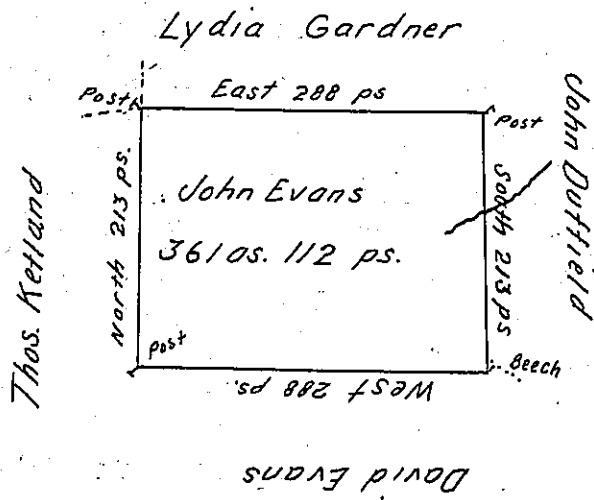 Lydia Gardner
Post
East 288 ps
Post
John Duffield
Thos. Ketland
North 213 ps.
John Evans
361 as. 112 ps.
South 213 ps
Post
Beech
West 288 ps.
David Evans